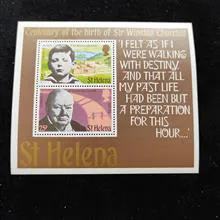 Centenary of the birth of Sir Winston Churchill
I FELT AS IF I
WERE WALKING
WITH DESTINY,
AND THAT ALL
MY PAST LIFE
HAD BEEN BUT
A PREPARATION
FOR THIS
HOUR...
St Helena
65p
St Helena
St Helena